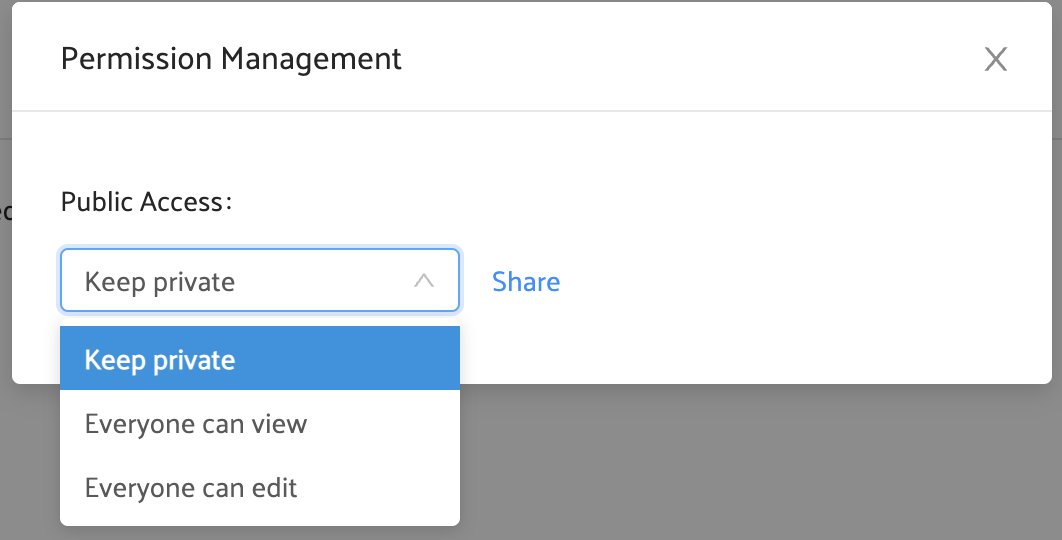 Permission Management
Public Access:
Keep private
Share
Keep private
Everyone can view
Everyone can edit